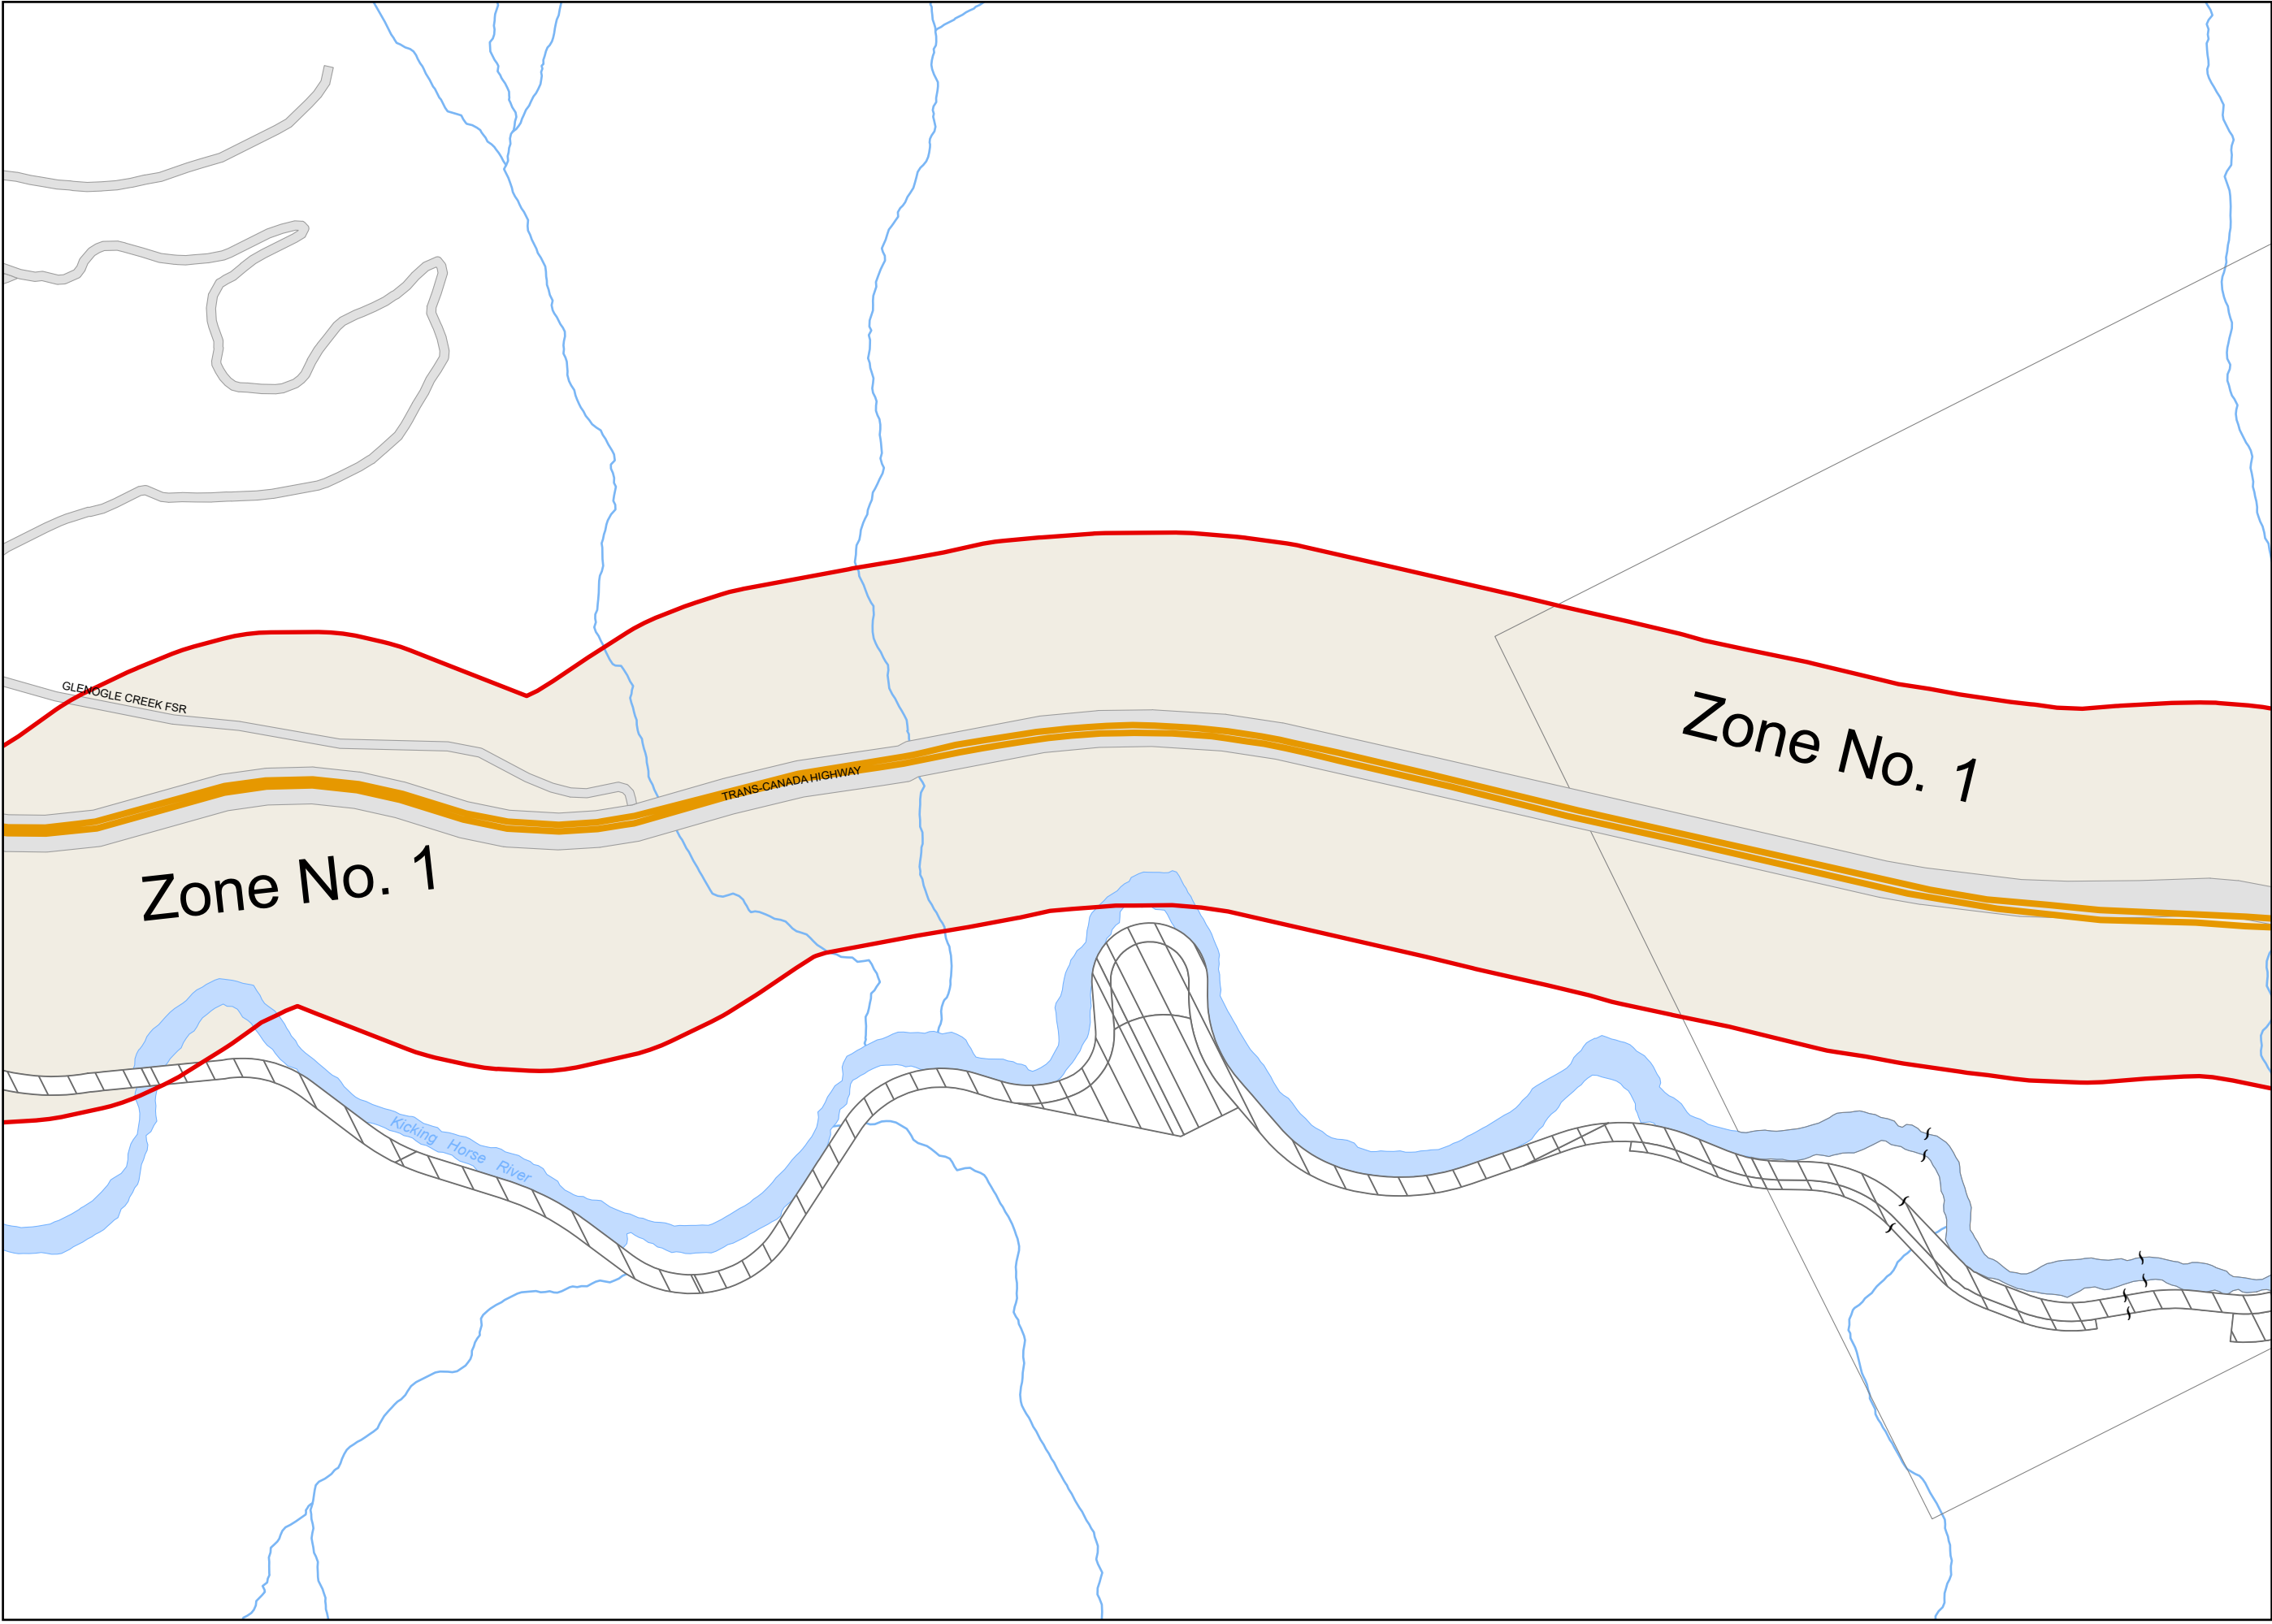 Zone No. 1
GLENOGLE CREEK FSR
TRANS-CANADA HIGHWAY
Zone No. 1
Kicking Horse River